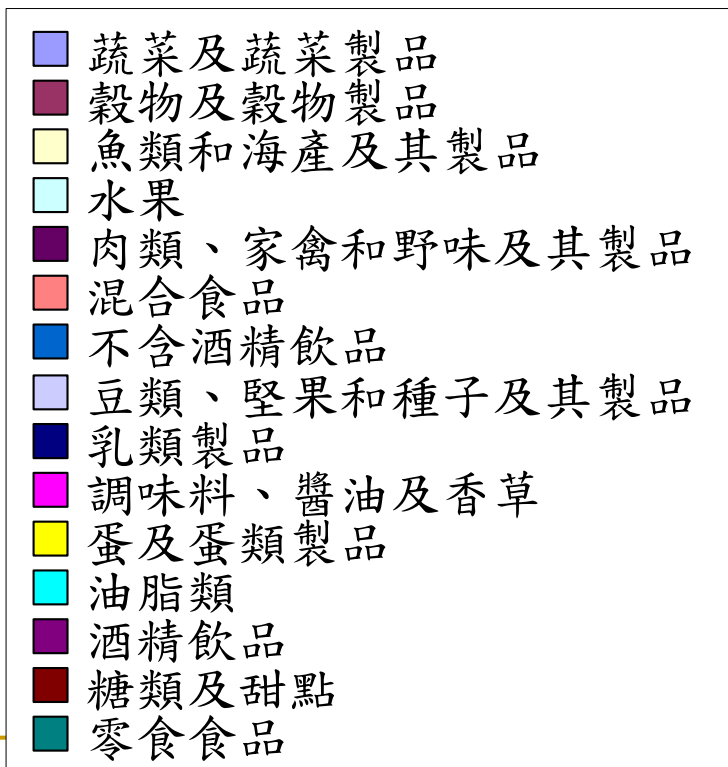 蔬菜及蔬菜製品
穀物及穀物製品
魚類和海產及其製品
水果
肉類、家禽和野味及其製品
混合食品
不含酒精飲品
豆類、堅果和種子及其製品
乳類製品
調味料、醬油及香草
蛋及蛋類製品
油脂類
酒精飲品
糖類及甜點
零食食品